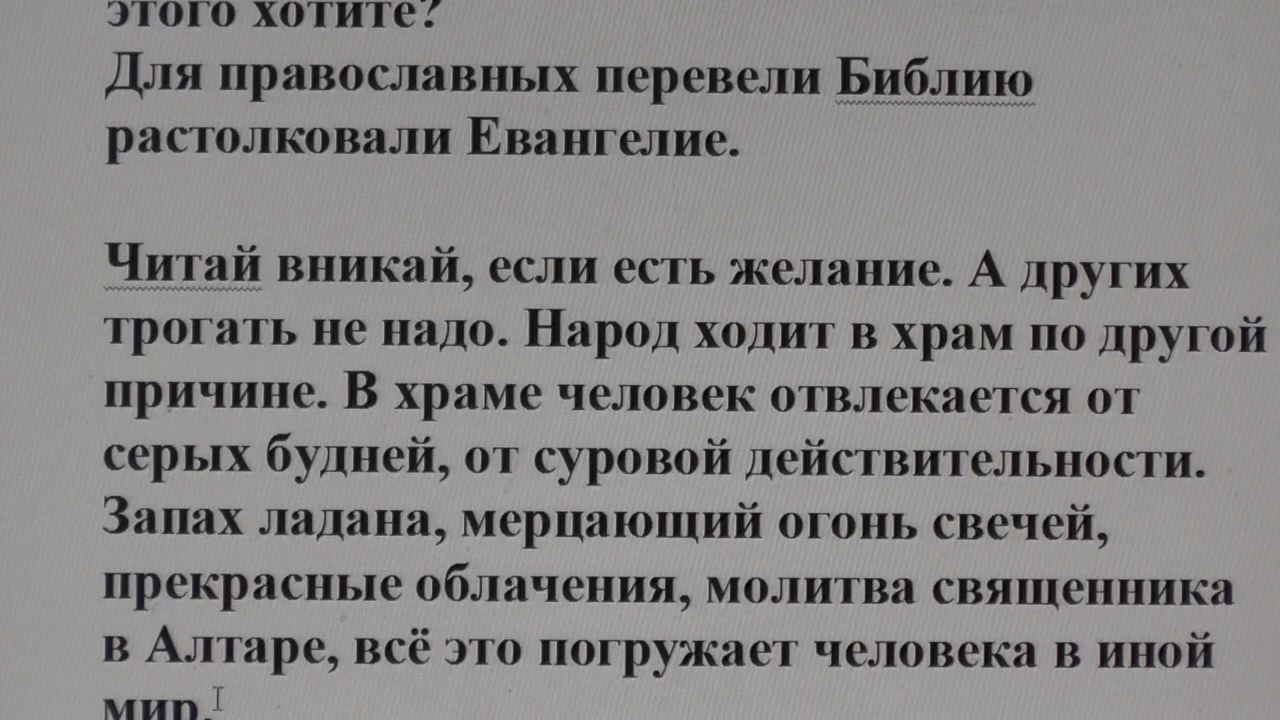 этого хотите?
Для православных перевели Библию
растолковали Евангелие.
Читай вникай, если есть желание. А других
трогать не надо. Народ ходит в храм по другой
причине. В храме человек отвлекается от
серых будней, от суровой действительности.
Запах ладана, мерцающий огонь свечей,
прекрасные облачения, молитва священника
в Алтаре, всё это погружает человека в иной
мир.